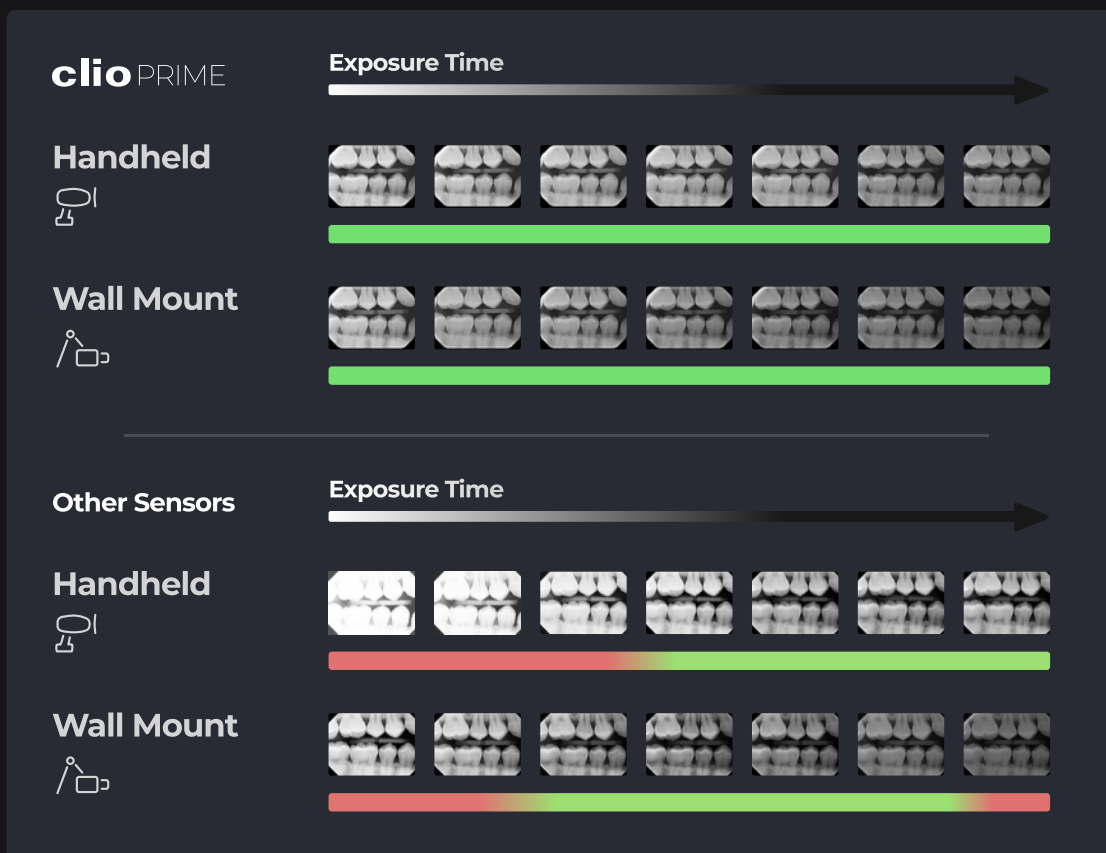 clio PRIME
Exposure Time
Handheld
Wall Mount
Other Sensors
Exposure Time
Handheld
Wall Mount